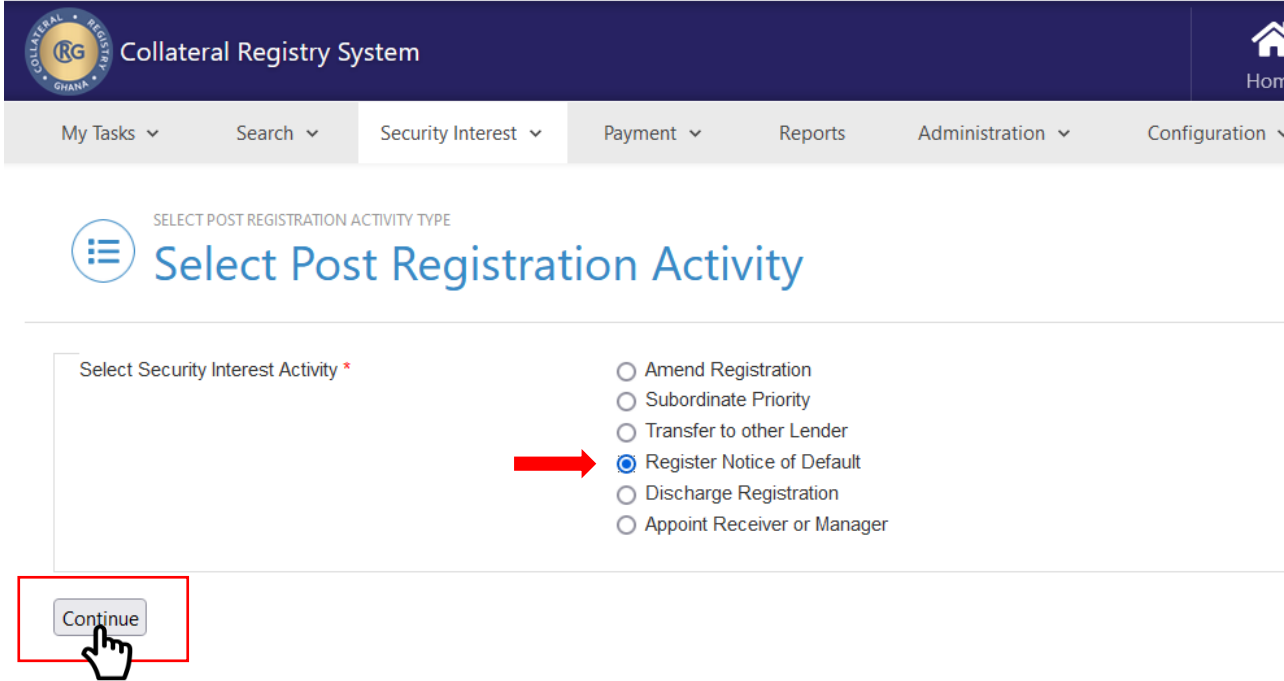 COLLATERAL • REGISTRY
CRG
• GHANA •
Collateral Registry System
Hom
My Tasks
Search
Security Interest
Payment
Reports
Administration
Configuration
SELECT POST REGISTRATION ACTIVITY TYPE
Select Post Registration Activity
Select Security Interest Activity *
Amend Registration
Subordinate Priority
Transfer to other Lender
Register Notice of Default
Discharge Registration
Appoint Receiver or Manager
Continue